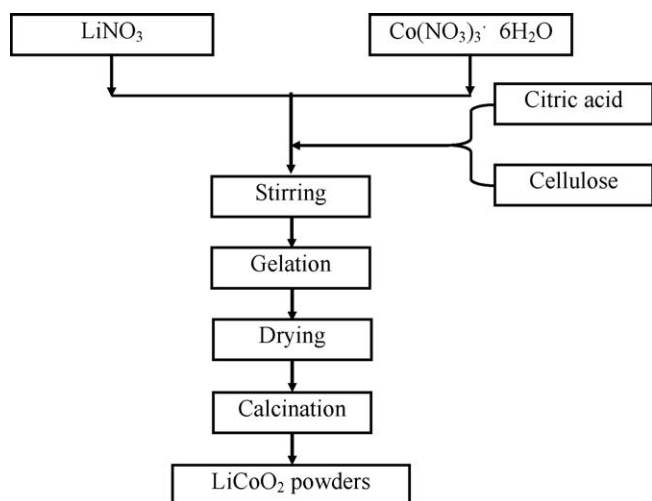 LiNO₃
Co(NO₃)₃· 6H₂O
Citric acid
Cellulose
Stirring
Gelation
Drying
Calcination
LiCoO₂ powders